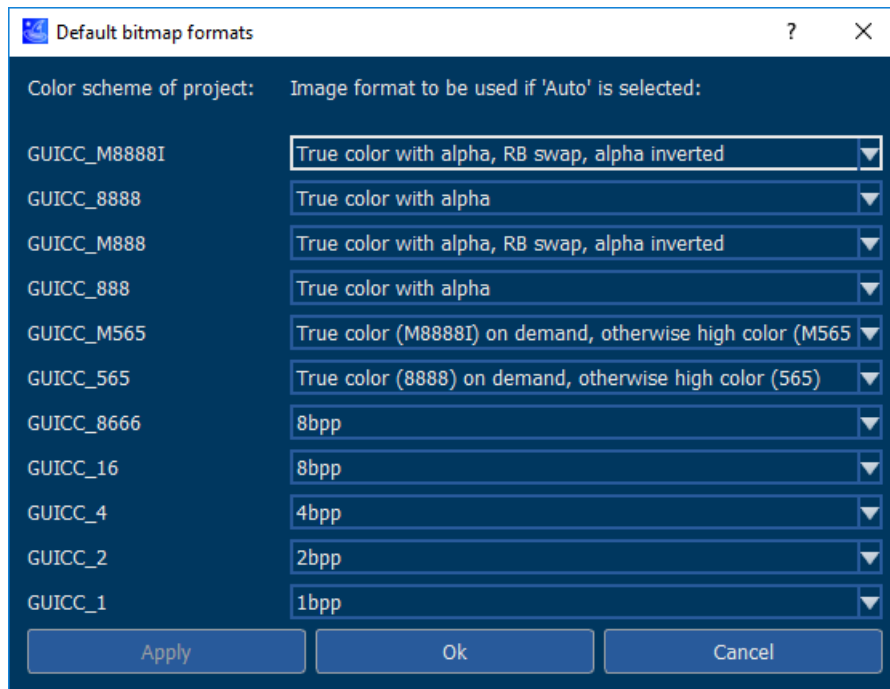 Default bitmap formats ?
Color scheme of project: Image format to be used if 'Auto' is selected:
GUICC_M8888I True color with alpha, RB swap, alpha inverted
GUICC_8888 True color with alpha
GUICC_M888 True color with alpha, RB swap, alpha inverted
GUICC_888 True color with alpha
GUICC_M565 True color (M8888I) on demand, otherwise high color (M565
GUICC_565 True color (8888) on demand, otherwise high color (565)
GUICC_8666 8bpp
GUICC_16 8bpp
GUICC_4 4bpp
GUICC_2 2bpp
GUICC_1 1bpp
Apply Ok Cancel